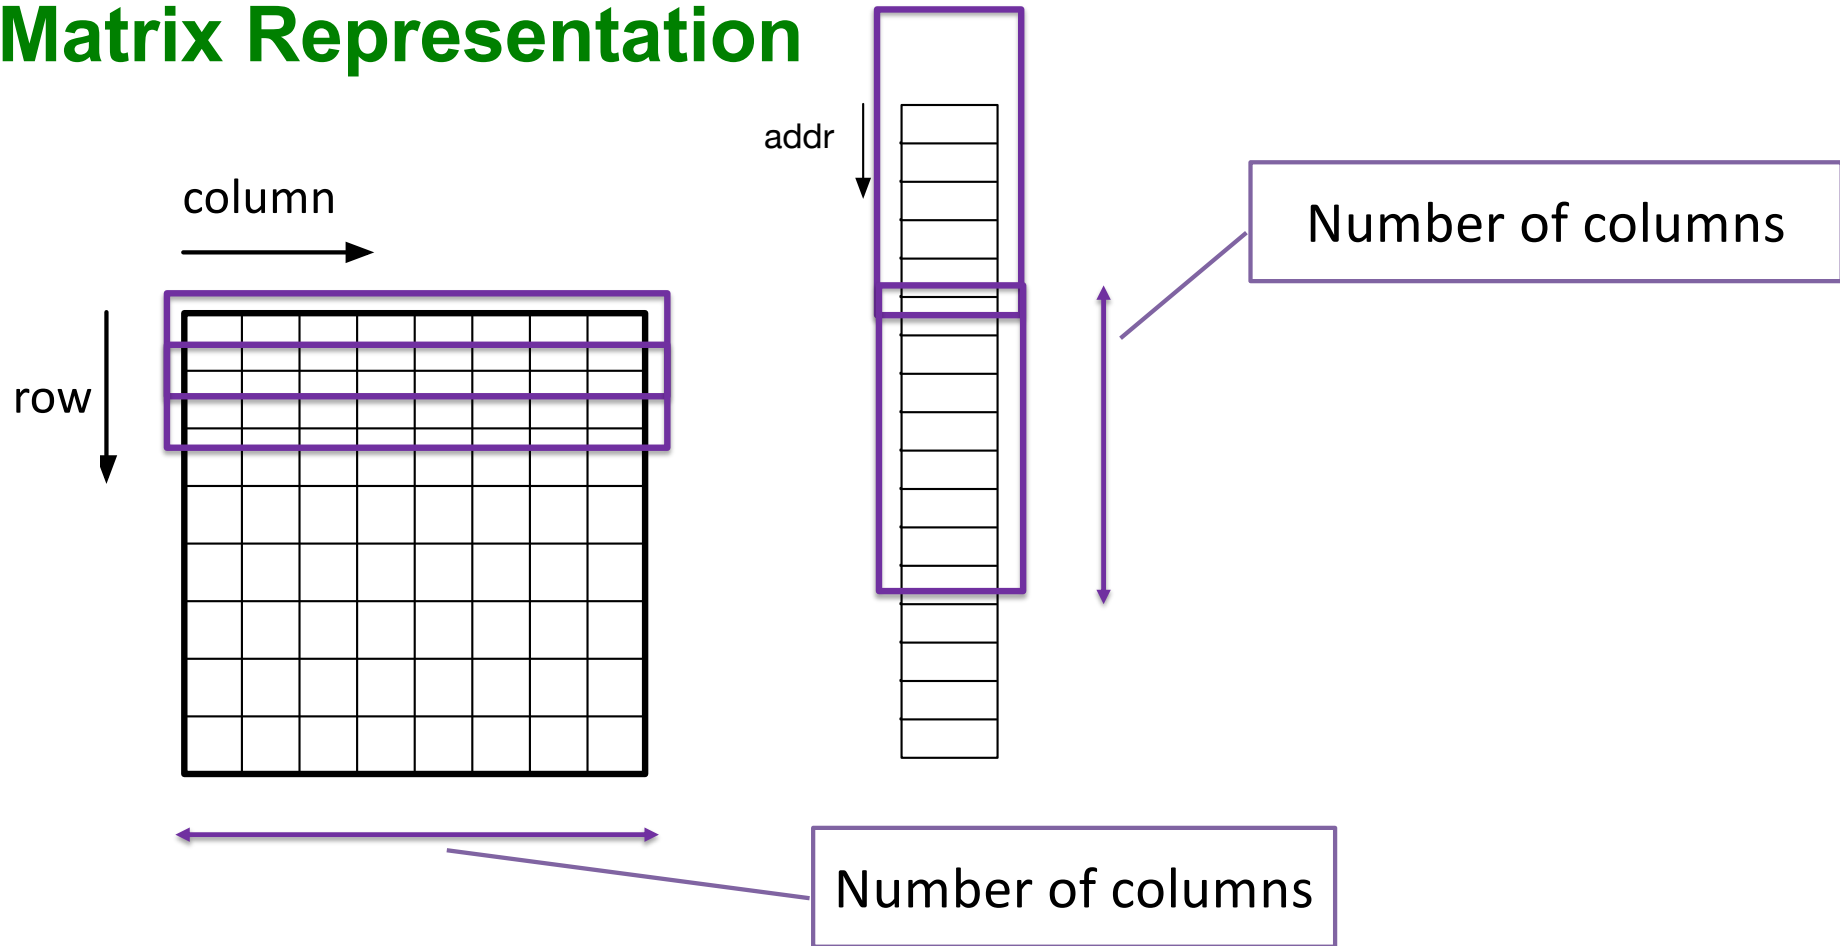 Matrix Representation
addr
column
Number of columns
row
Number of columns